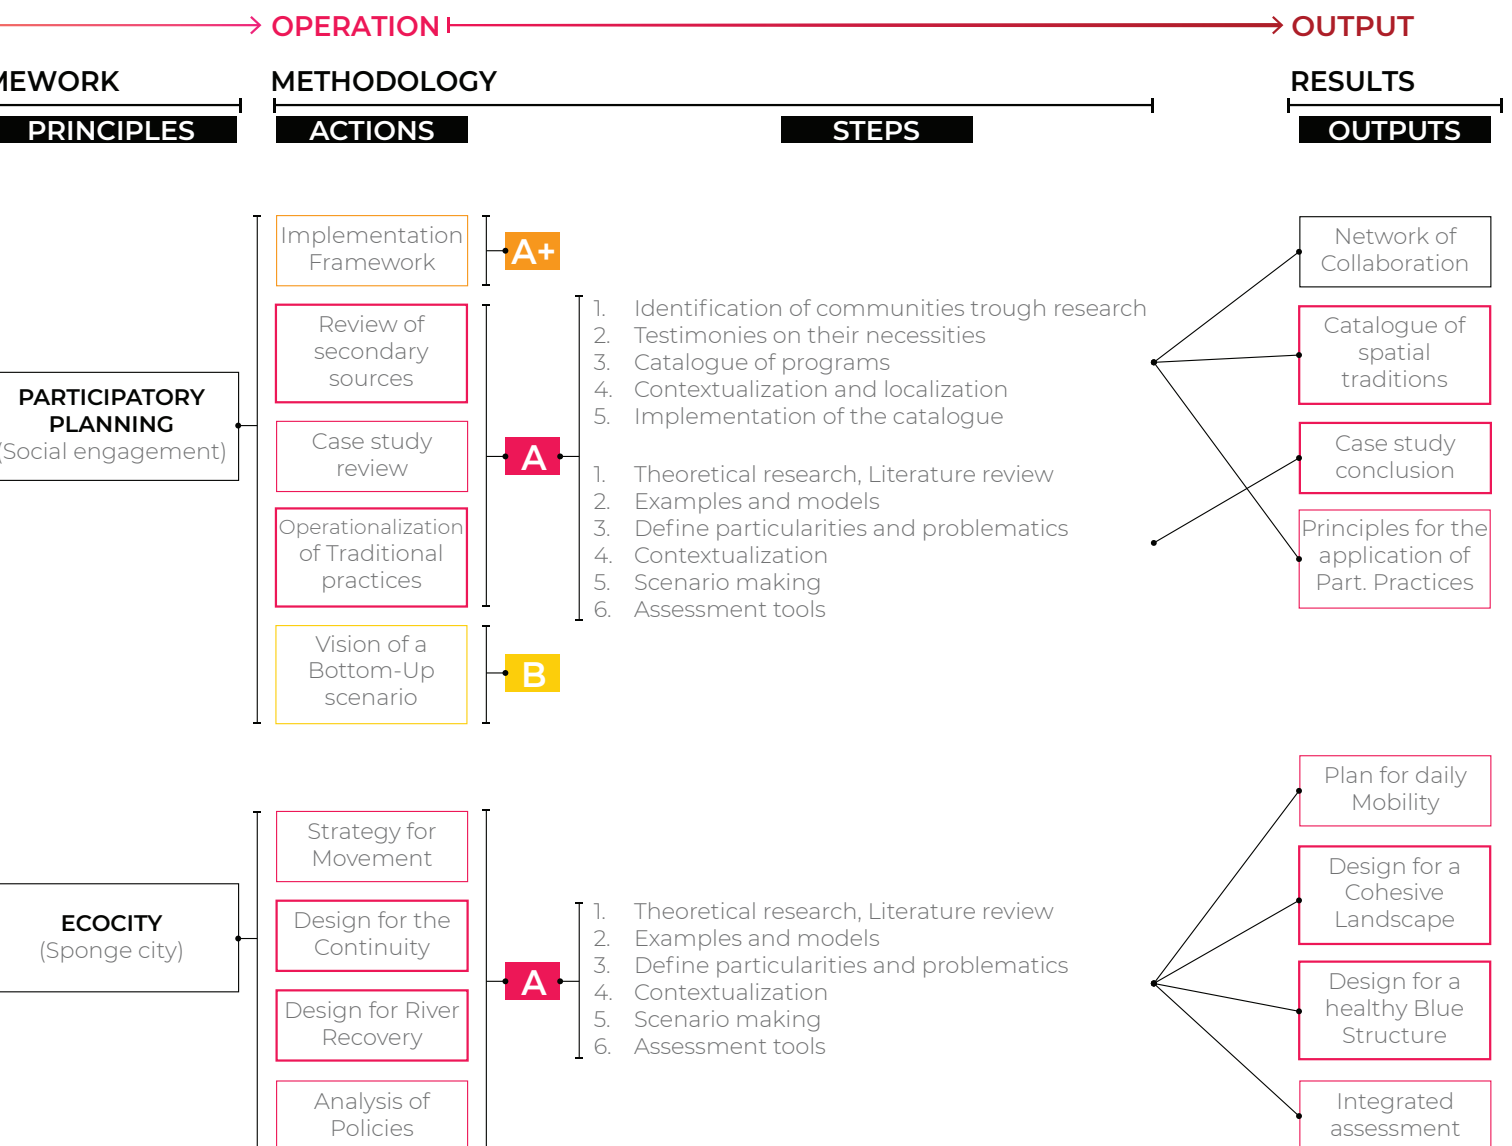 OPERATION
OUTPUT
MEWORK
METHODOLOGY
RESULTS
PRINCIPLES
ACTIONS
STEPS
OUTPUTS
PARTICIPATORY
PLANNING
(Social engagement)
Implementation
Framework
A+
Review of
secondary
sources
Case study
review
Operationalization
of Traditional
practices
A
Vision of a
Bottom-Up
scenario
B
1. Identification of communities trough research
2. Testimonies on their necessities
3. Catalogue of programs
4. Contextualization and localization
5. Implementation of the catalogue
1. Theoretical research, Literature review
2. Examples and models
3. Define particularities and problematics
4. Contextualization
5. Scenario making
6. Assessment tools
Network of
Collaboration
Catalogue of
spatial
traditions
Case study
conclusion
Principles for the
application of
Part. Practices
ECOCITY
(Sponge city)
Strategy for
Movement
Design for the
Continuity
Design for River
Recovery
Analysis of
Policies
A
1. Theoretical research, Literature review
2. Examples and models
3. Define particularities and problematics
4. Contextualization
5. Scenario making
6. Assessment tools
Plan for daily
Mobility
Design for a
Cohesive
Landscape
Design for a
healthy Blue
Structure
Integrated
assessment